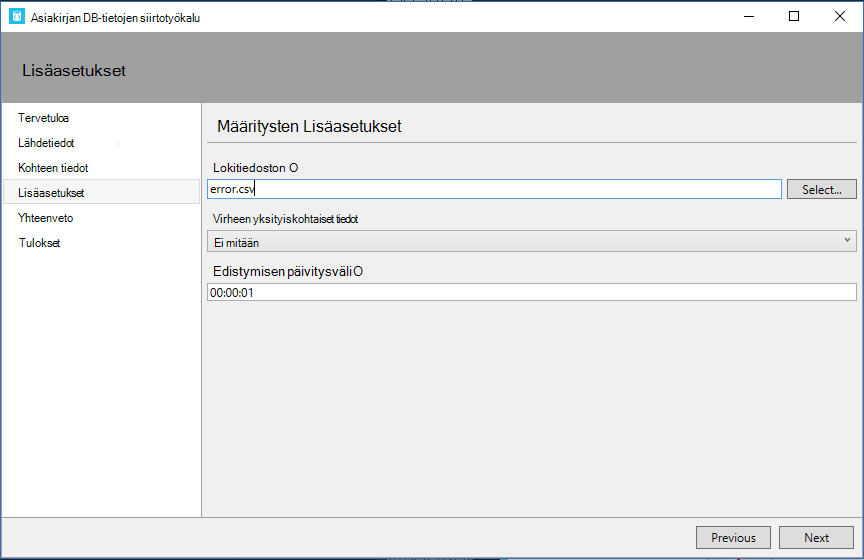 Asiakirjan DB-tietojen siirtotyökalu
Lisäasetukset
Tervetuloa
Lähdetiedot
Kohteen tiedot
Lisäasetukset
Yhteenveto
Tulokset
Määritysten Lisäasetukset
Lokitiedoston O
error.csv
Select...
Virheen yksityiskohtaiset tiedot
Ei mitään
Edistymisen päivitysväli O
00:00:01
Previous
Next